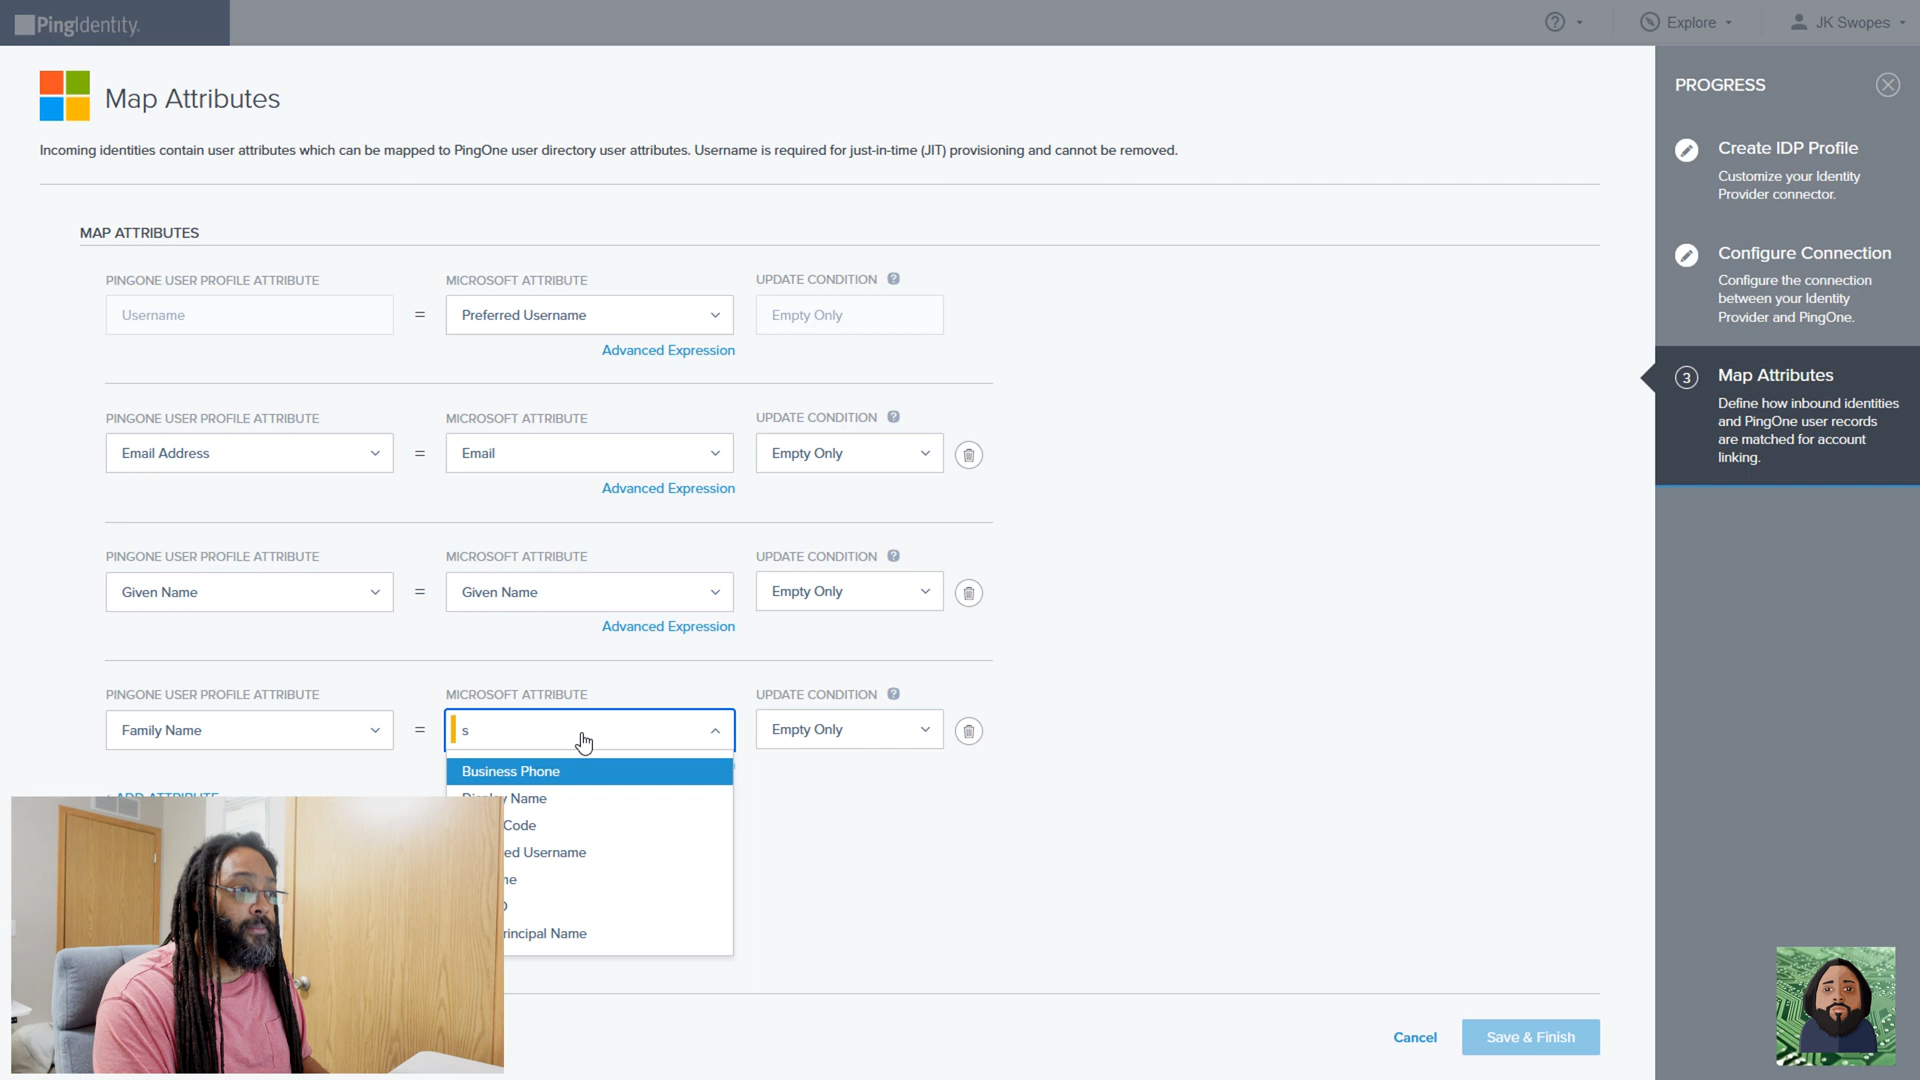 PingIdentity.
Explore
JK Swopes
Map Attributes
Incoming identities contain user attributes which can be mapped to PingOne user directory user attributes. Username is required for just-in-time (JIT) provisioning and cannot be removed.
MAP ATTRIBUTES
PINGONE USER PROFILE ATTRIBUTE
MICROSOFT ATTRIBUTE
UPDATE CONDITION ?
Username
=
Preferred Username
Empty Only
Advanced Expression
PINGONE USER PROFILE ATTRIBUTE
MICROSOFT ATTRIBUTE
UPDATE CONDITION ?
Email Address
=
Email
Empty Only
Advanced Expression
PINGONE USER PROFILE ATTRIBUTE
MICROSOFT ATTRIBUTE
UPDATE CONDITION ?
Given Name
=
Given Name
Empty Only
Advanced Expression
PINGONE USER PROFILE ATTRIBUTE
MICROSOFT ATTRIBUTE
UPDATE CONDITION ?
Family Name
=
s
Empty Only
Business Phone
Display Name
Code
ed Username
me
rincipal Name
+ ADD ATTRIBUTE
Cancel
Save & Finish
PROGRESS
Create IDP Profile
Customize your Identity
Provider connector.
Configure Connection
Configure the connection
between your Identity
Provider and PingOne.
3
Map Attributes
Define how inbound identities
and PingOne user records
are matched for account
linking.